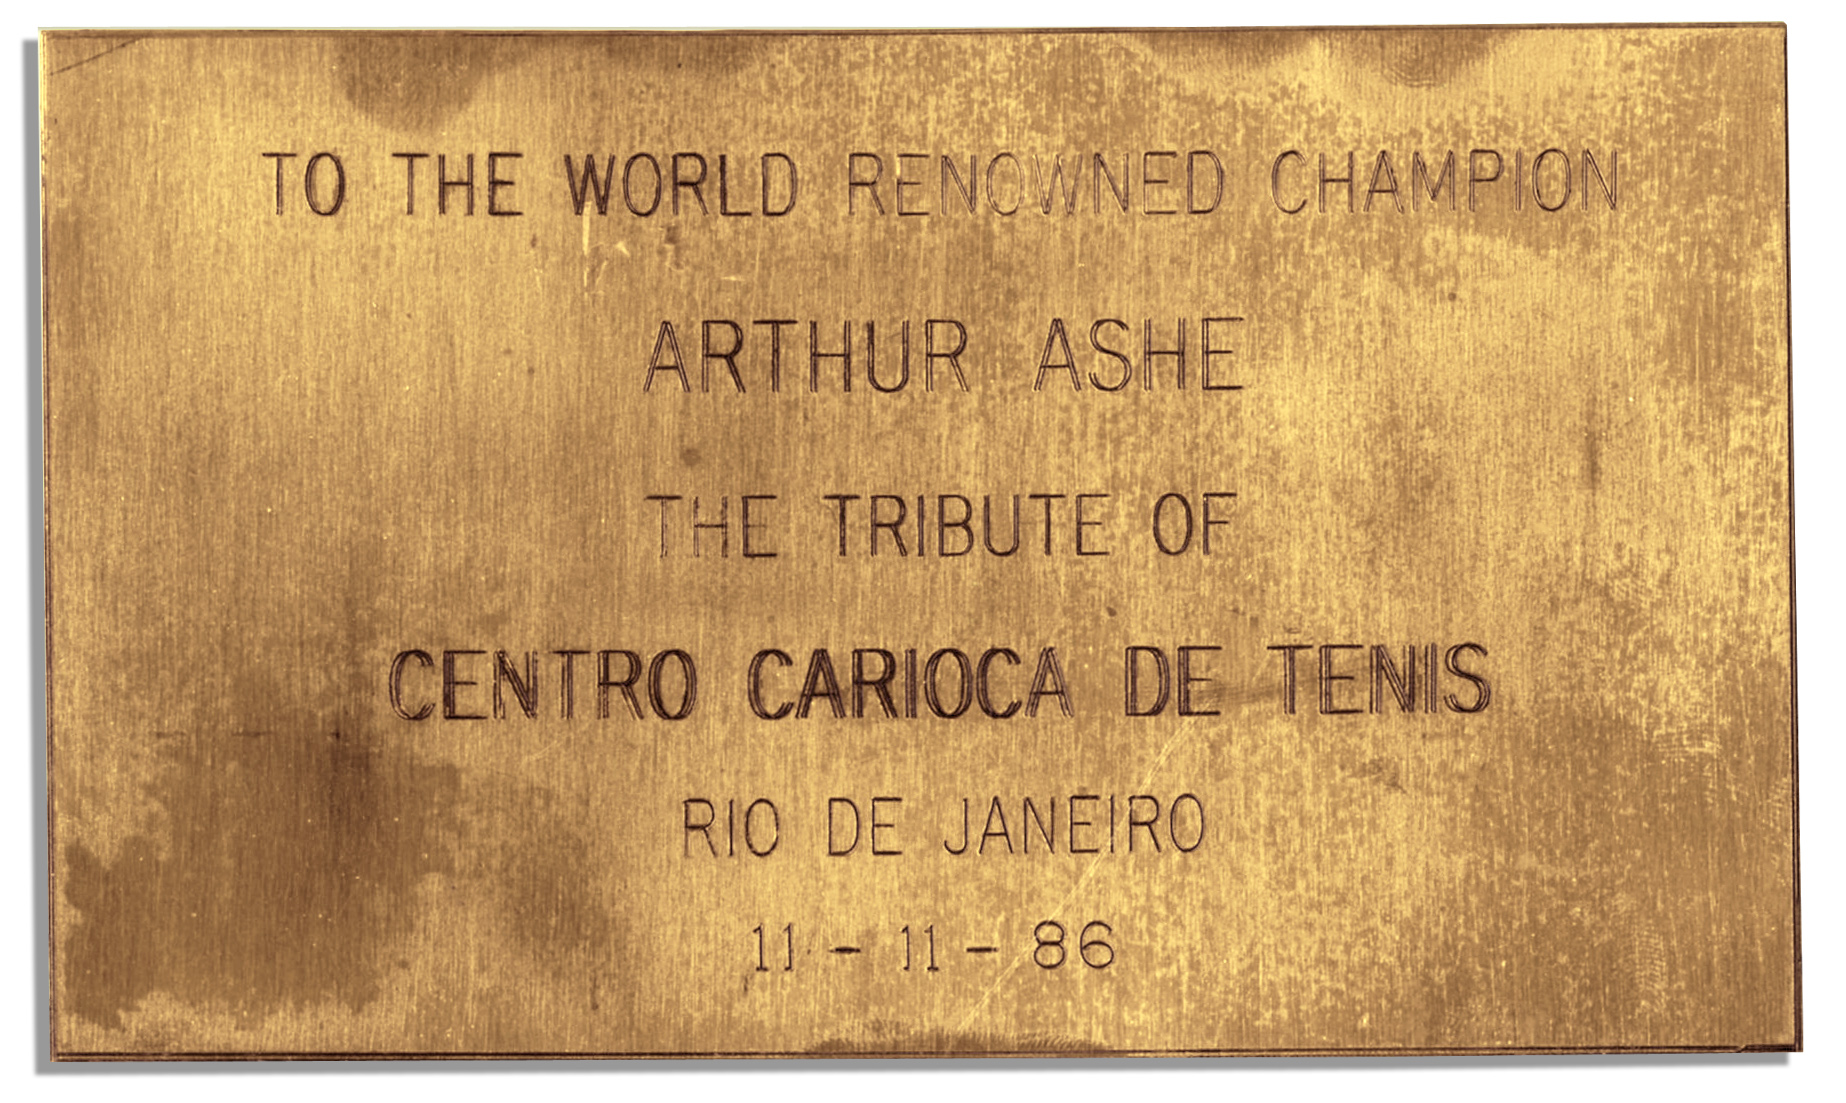 TO THE WORLD RENOWNED CHAMPION
ARTHUR ASHE
THE TRIBUTE OF
CENTRO CARIOCA DE TENIS
RIO DE JANEIRO
11 - 11 - 86